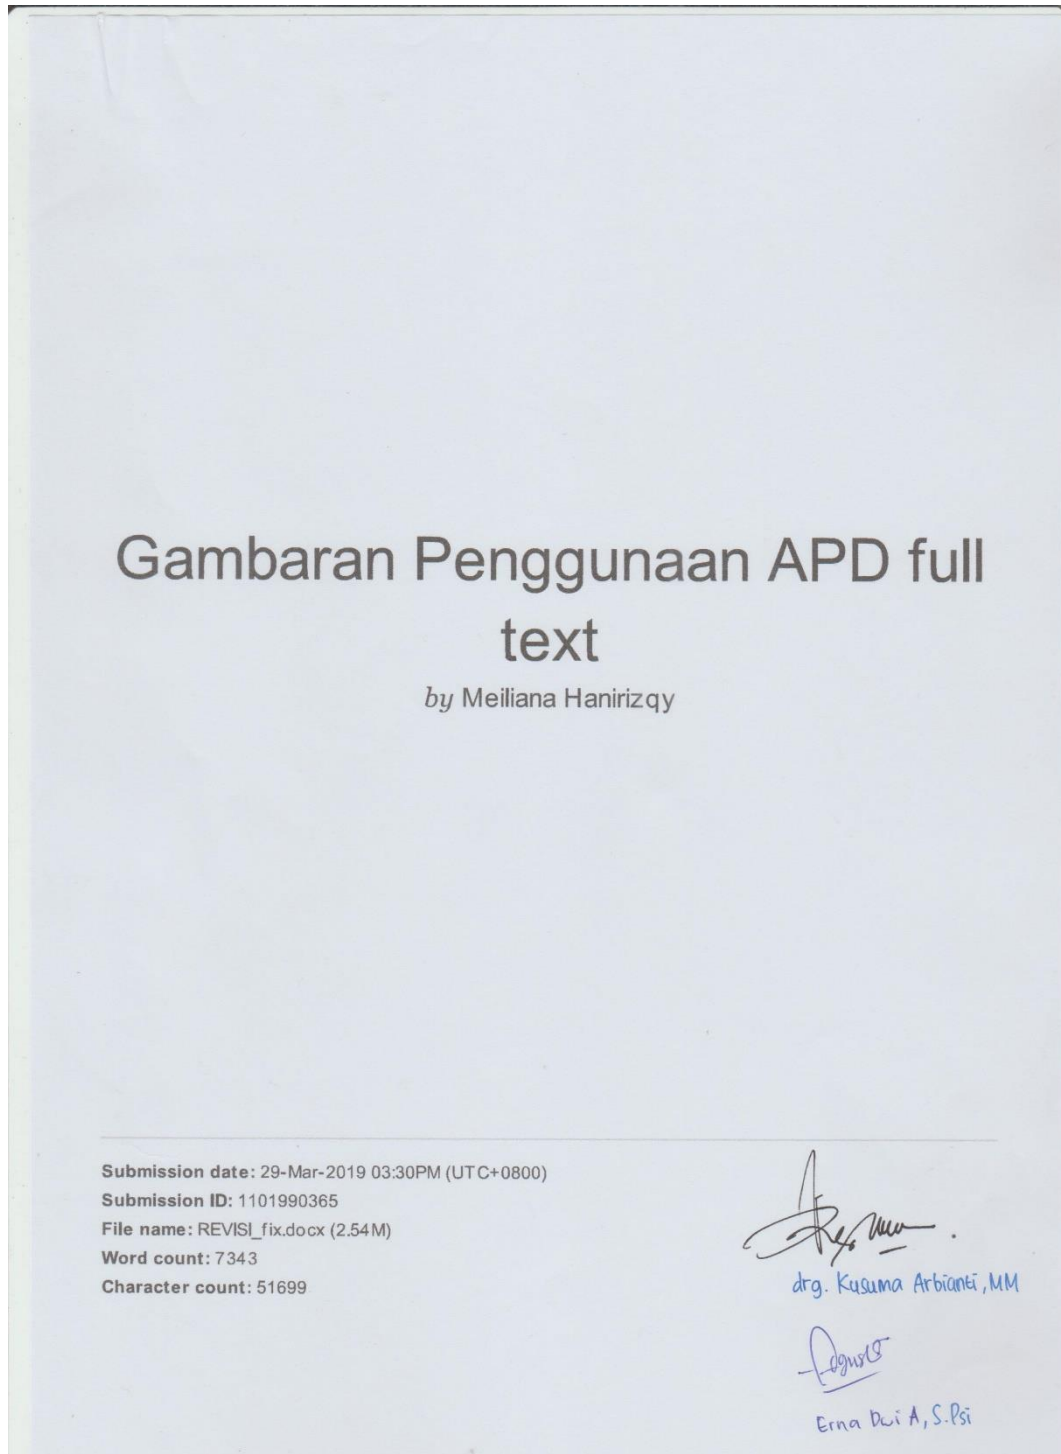 Gambaran Penggunaan APD full
text
by Meiliana Hanirizqy
Submission date: 29-Mar-2019 03:30PM (UTC+0800)
Submission ID: 1101990365
File name: REVISI_fix.docx (2.54M)
Word count: 7343
Character count: 51699
drg. Kusuma Arbianti, MM
Erna Dwi A, S.Psi